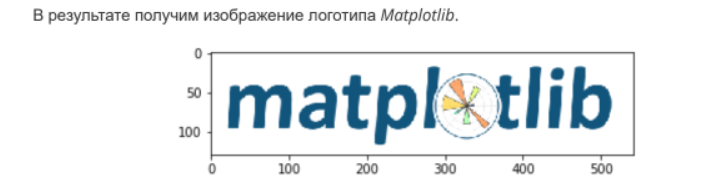 В результате получим изображение логотипа Matplotlib.
0
50
100
matplotlib
0 100 200 300 400 500